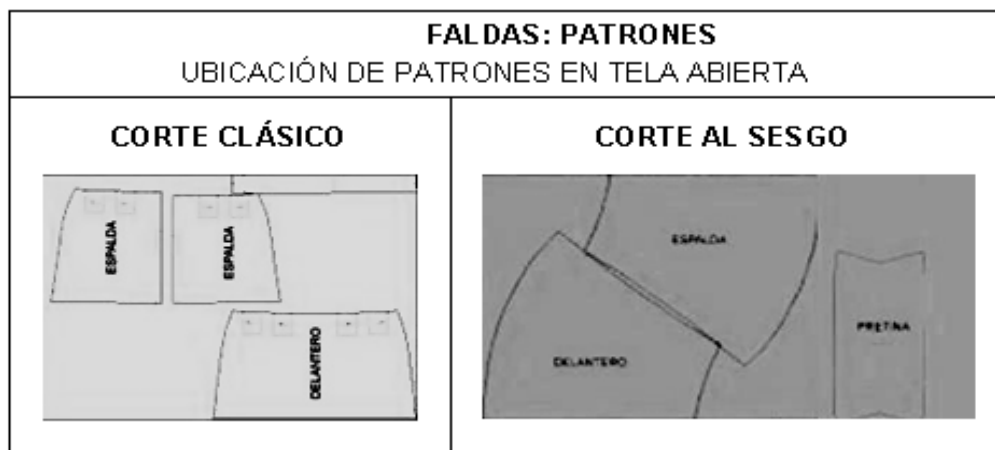 FALDAS: PATRONES
UBICACIÓN DE PATRONES EN TELA ABIERTA
CORTE CLÁSICO
ESPALDA
ESPALDA
DELANTERO
CORTE AL SESGO
ESPALDA
DELANTERO
PRETINA